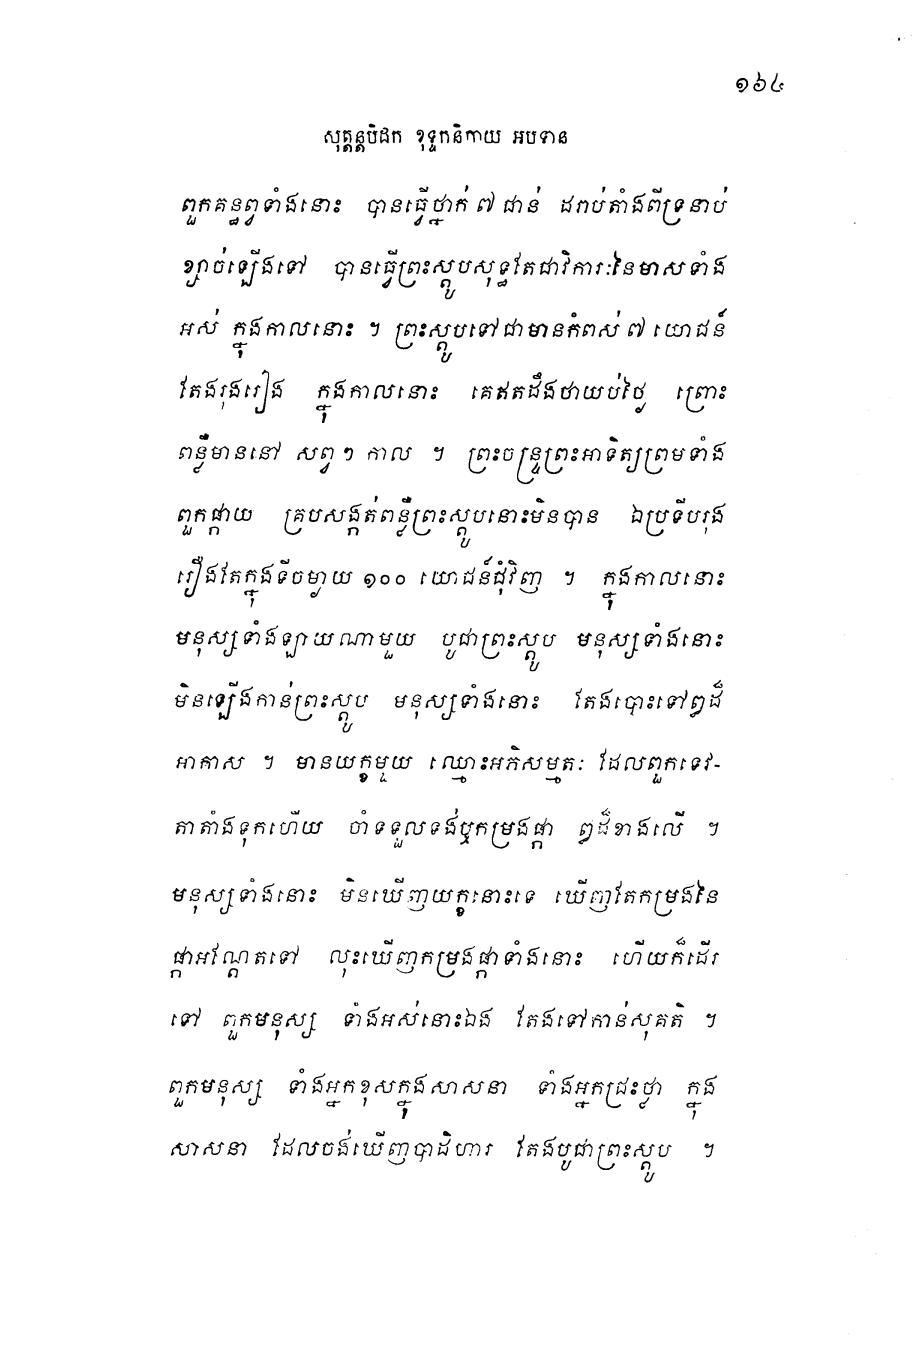 ១៦៤
សុត្តន្តបិដក ខុទ្ទកនិកាយ អបទាន
ពួកគន្ធព្វទាំងនោះ បានធ្វើថ្នាក់ ៧ ជាន់ ដរាប់តាំងពីទ្រនាប់
ខ្សាច់ឡើងទៅ បានធ្វើព្រះស្តូបសុទ្ធតែជាវិការៈនៃមាសទាំង
អស់ ក្នុងកាលនោះ ។ ព្រះស្តូបទៅជាមានកំពស់ ៧ យោជន៍
តែងរុងរៀង ក្នុងកាលនោះ គេឥតដឹងថាយប់ថ្ងៃ ព្រោះ
ពន្លឺមាននៅ សព្វៗ កាល ។ ព្រះចន្ទ្រព្រះអាទិត្យព្រមទាំង
ពួកផ្កាយ គ្របសង្កត់ពន្លឺព្រះស្តូបនោះមិនបាន ឯប្រទីបរុង
រឿងតែក្នុងទីចម្ងាយ ១០០ យោជន៍ជុំវិញ ។ ក្នុងកាលនោះ
មនុស្សទាំងឡាយណាមួយ បូជាព្រះស្តូប មនុស្សទាំងនោះ
មិនឡើងកាន់ព្រះស្តូប មនុស្សទាំងនោះ តែងបោះទៅឰដ៏
អាកាស ។ មានយក្ខមួយ ឈ្មោះអភិសម្មតៈ ដែលពួកទេវ-
តាតាំងទុកហើយ ចាំទទួលទង់ឬកម្រងផ្កា ឰដ៏ខាងលើ ។
មនុស្សទាំងនោះ មិនឃើញយក្ខនោះទេ ឃើញតែកម្រងនៃ
ផ្កាអណ្តែតទៅ លុះឃើញកម្រងផ្កាទាំងនោះ ហើយក៏ដើរ
ទៅ ពួកមនុស្ស ទាំងអស់នោះឯង តែងទៅកាន់សុគតិ ។
ពួកមនុស្ស ទាំងអ្នកខុសក្នុងសាសនា ទាំងអ្នកជ្រះថ្លា ក្នុង
សាសនា ដែលចង់ឃើញបាដិហារ តែងបូជាព្រះស្តូប ។